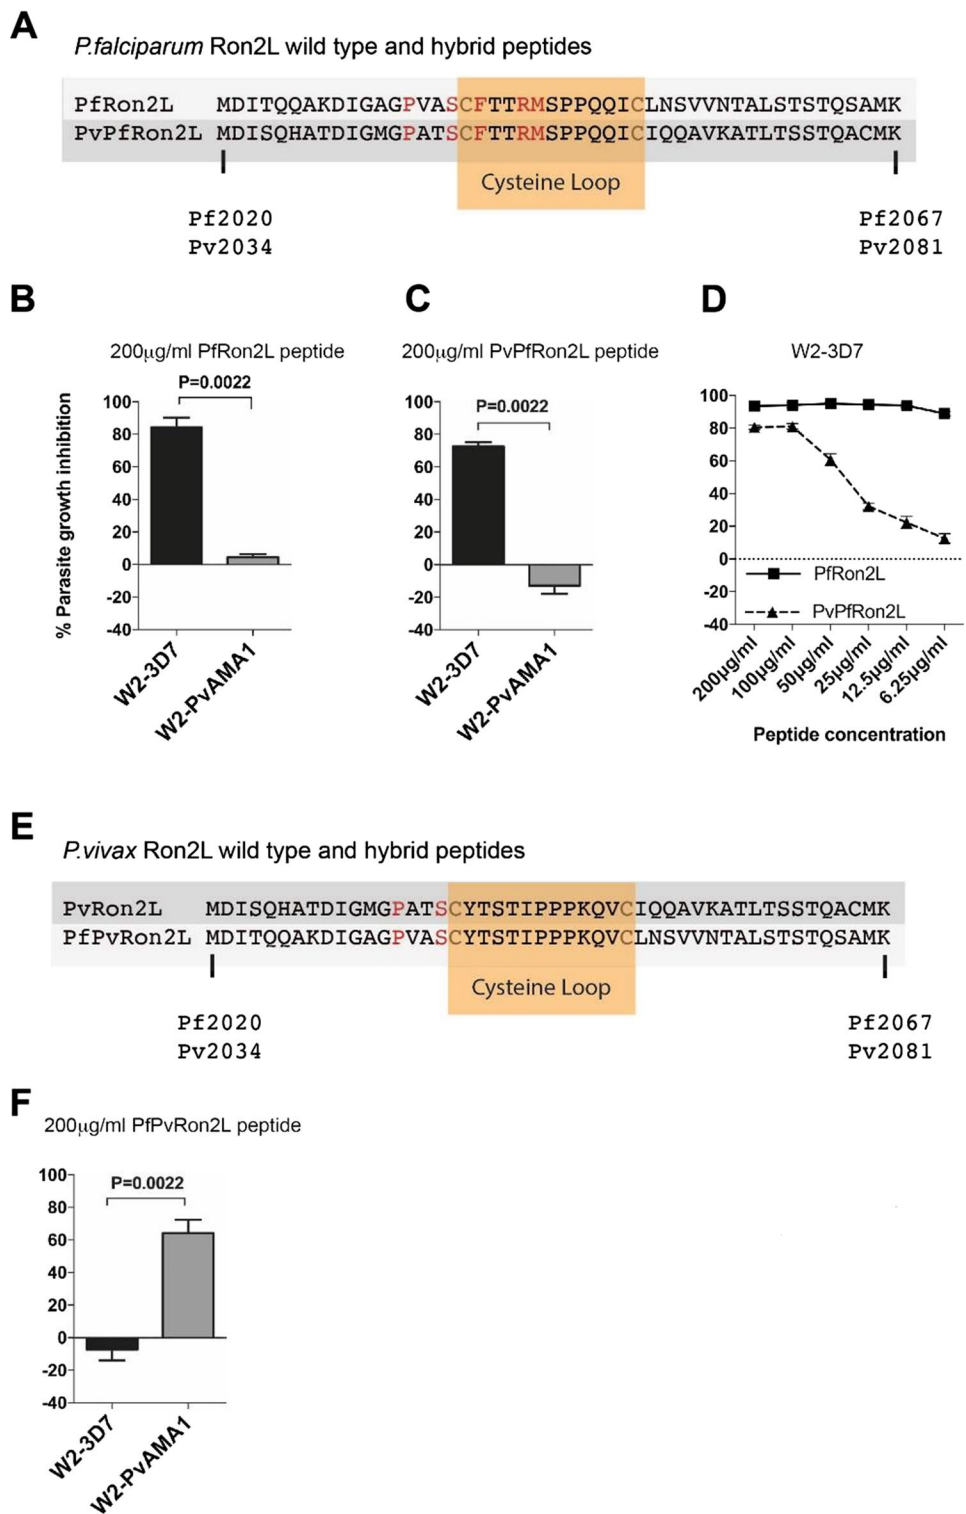 A
P.falciparum Ron2L wild type and hybrid peptides
PfRon2L MDITQQAKDIGAGPVASCFTTRMSPPQQICLNSVVNTALSTSTQSAMK
PvPfRon2L MDISQHATDIGMGPATSCFTTRMSPPQQICIQQAVKATLTSSTQACMK
Cysteine Loop
Pf2020 Pf2067
Pv2034 Pv2081
B
200µg/ml PfRon2L peptide
P=0.0022
% Parasite growth inhibition
100
80
60
40
20
0
-20
-40
W2-3D7
W2-PvAMA1
C
200µg/ml PvPfRon2L peptide
P=0.0022
100
80
60
40
20
0
-20
-40
W2-3D7
W2-PvAMA1
D
W2-3D7
100
80
60
40
20
0
-20
-40
PfRon2L
PvPfRon2L
200µg/ml
100µg/ml
50µg/ml
25µg/ml
12.5µg/ml
6.25µg/ml
Peptide concentration
E
P.vivax Ron2L wild type and hybrid peptides
PvRon2L MDISQHATDIGMGPATSCYTSTIPPPKQVCIQQAVKATLTSSTQACMK
PfPvRon2L MDITQQAKDIGAGPVASCYTSTIPPPKQVCLNSVVNTALSTSTQSAMK
Cysteine Loop
Pf2020 Pf2067
Pv2034 Pv2081
F
200µg/ml PfPvRon2L peptide
P=0.0022
100
80
60
40
20
0
-20
-40
W2-3D7
W2-PvAMA1